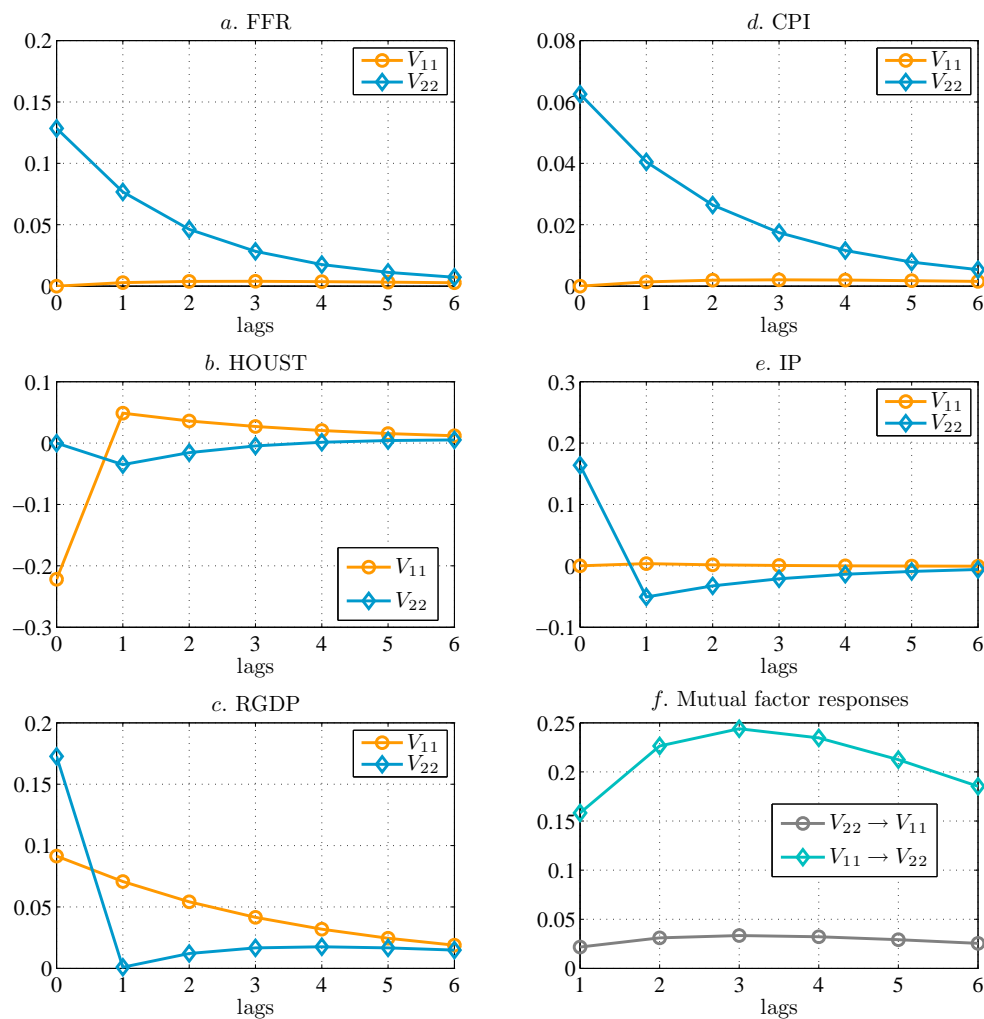 a. FFR
0.2
0.15
0.1
0.05
0
0 1 2 3 4 5 6
lags
V11
V22
d. CPI
0.08
0.06
0.04
0.02
0
0 1 2 3 4 5 6
lags
V11
V22
b. HOUST
0.1
0
−0.1
−0.2
−0.3
0 1 2 3 4 5 6
lags
V11
V22
e. IP
0.3
0.2
0.1
0
−0.1
0 1 2 3 4 5 6
lags
V11
V22
c. RGDP
0.2
0.15
0.1
0.05
0
0 1 2 3 4 5 6
lags
V11
V22
f. Mutual factor responses
0.25
0.2
0.15
0.1
0.05
0
1 2 3 4 5 6
lags
V22 → V11
V11 → V22